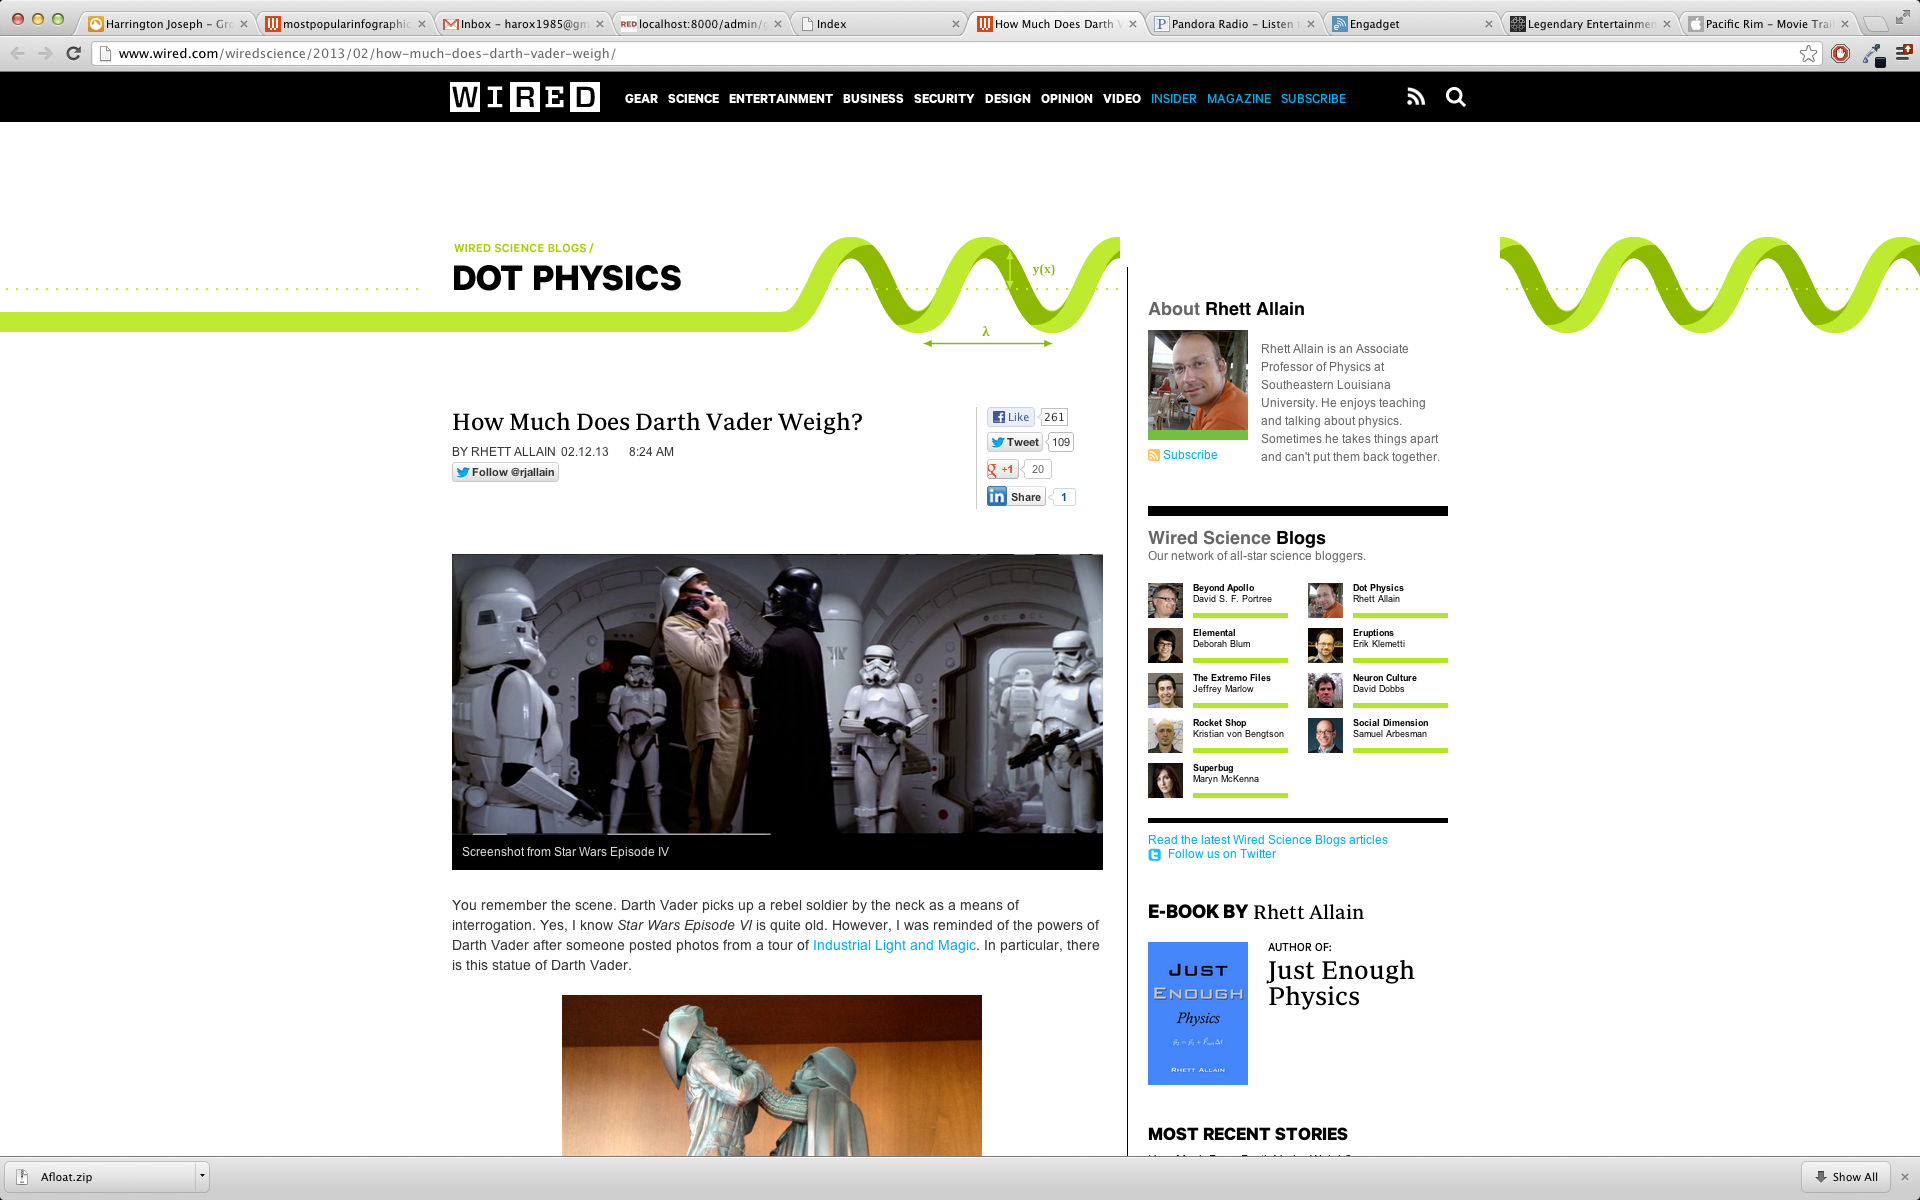 Harrington Joseph – Gro
mostpopularinfographic
Inbox – harox1985@gm
RED localhost:8000/admin/g
Index
How Much Does Darth V
Pandora Radio – Listen t
Engadget
Legendary Entertainmen
Pacific Rim – Movie Trai
www.wired.com/wiredscience/2013/02/how-much-does-darth-vader-weigh/
WIRED
GEAR SCIENCE ENTERTAINMENT BUSINESS SECURITY DESIGN OPINION VIDEO INSIDER MAGAZINE SUBSCRIBE
WIRED SCIENCE BLOGS /
DOT PHYSICS
y(x)
λ
How Much Does Darth Vader Weigh?
BY RHETT ALLAIN 02.12.13 8:24 AM
Follow @rjallain
Like 261
Tweet 109
g +1 20
in Share 1
Screenshot from Star Wars Episode IV
You remember the scene. Darth Vader picks up a rebel soldier by the neck as a means of
interrogation. Yes, I know Star Wars Episode VI is quite old. However, I was reminded of the powers of
Darth Vader after someone posted photos from a tour of Industrial Light and Magic. In particular, there
is this statue of Darth Vader.
About Rhett Allain
Rhett Allain is an Associate
Professor of Physics at
Southeastern Louisiana
University. He enjoys teaching
and talking about physics.
Sometimes he takes things apart
and can't put them back together.
Subscribe
Wired Science Blogs
Our network of all-star science bloggers.
Beyond Apollo
David S. F. Portree
Dot Physics
Rhett Allain
Elemental
Deborah Blum
Eruptions
Erik Klemetti
The Extremo Files
Jeffrey Marlow
Neuron Culture
David Dobbs
Rocket Shop
Kristian von Bengtson
Social Dimension
Samuel Arbesman
Superbug
Maryn McKenna
Read the latest Wired Science Blogs articles
Follow us on Twitter
E-BOOK BY Rhett Allain
JUST
ENOUGH
Physics
RHETT ALLAIN
AUTHOR OF:
Just Enough
Physics
MOST RECENT STORIES
Afloat.zip
Show All